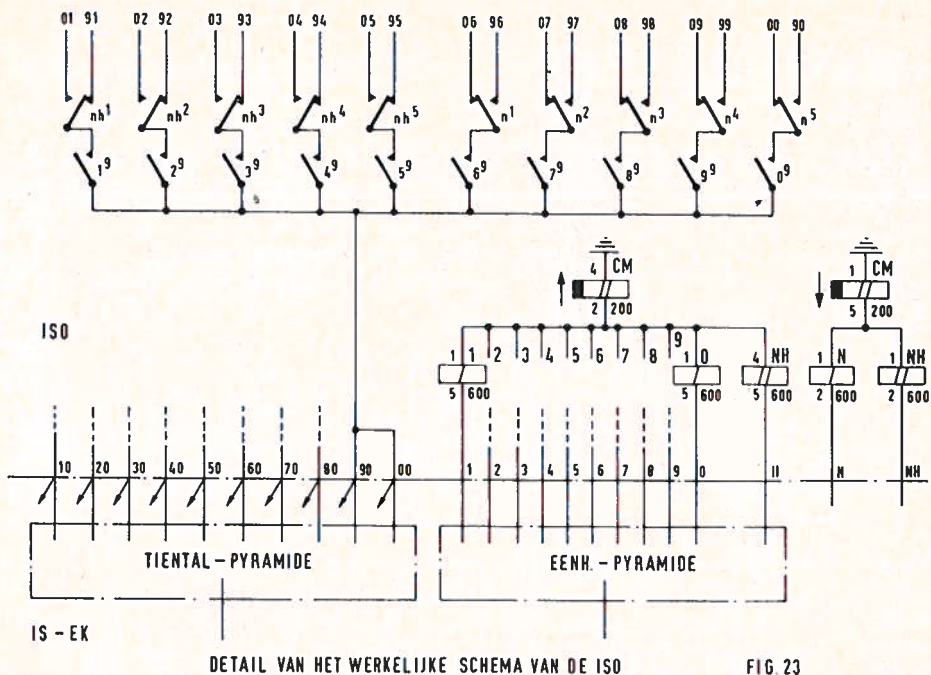 01 91 02 92 03 93 04 94 05 95 06 96 07 97 08 98 09 99 00 90
nh1 nh2 nh3 nh4 nh5 n1 n2 n3 n4 n5
1⁹ 2⁹ 3⁹ 4⁹ 5⁹ 6⁹ 7⁹ 8⁹ 9⁹ 0⁹
4 CM 1 CM
2 200 5 200
ISO
1 1 2 3 4 5 6 7 8 9 1 0 4 NH 1 N 1 NH
5 600 5 600 5 600 2 600 2 600
10 20 30 40 50 60 70 80 90 00 1 2 3 4 5 6 7 8 9 0 II N NH
TIENTAL-PYRAMIDE EENH.-PYRAMIDE
IS-EK
DETAIL VAN HET WERKELIJKE SCHEMA VAN DE ISO FIG. 23